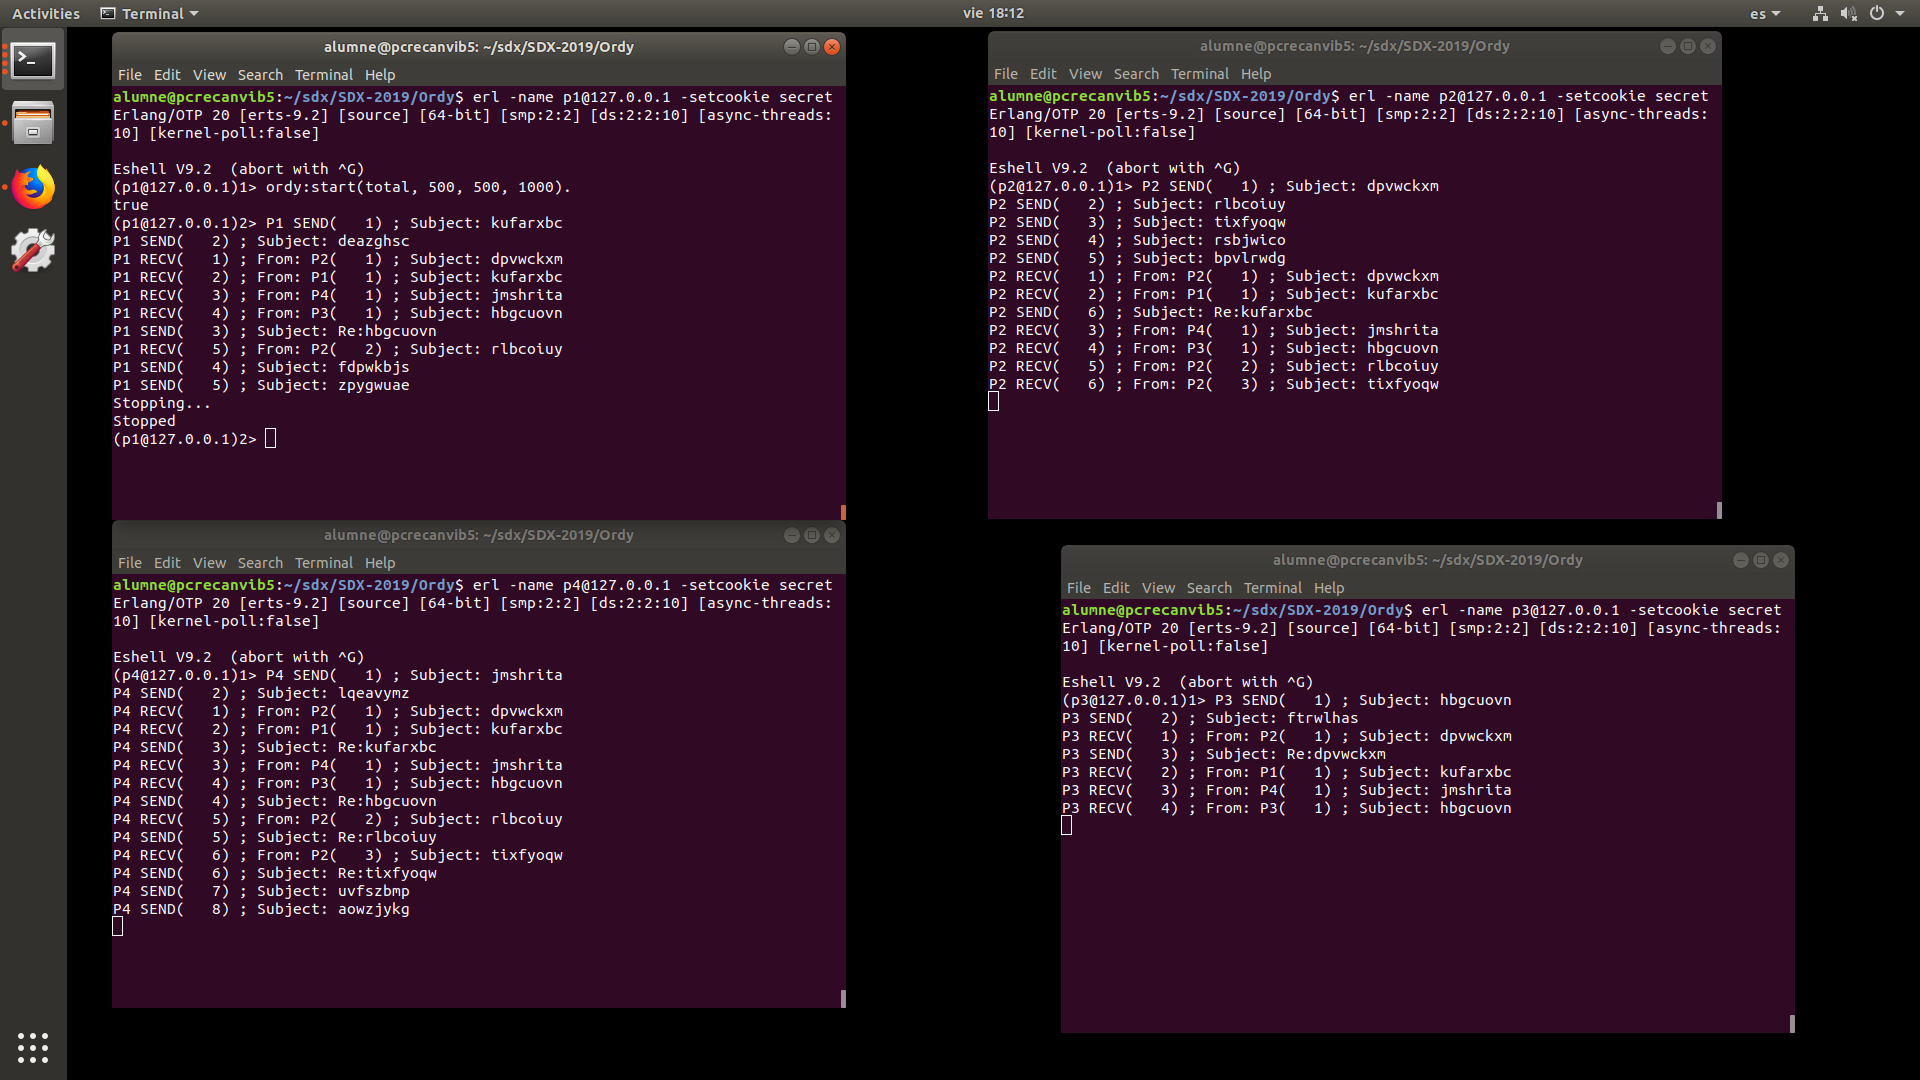 Activities
Terminal
vie 18:12
es
alumne@pcrecanvib5: ~/sdx/SDX-2019/Ordy
File Edit View Search Terminal Help
alumne@pcrecanvib5:~/sdx/SDX-2019/Ordy$ erl -name p1@127.0.0.1 -setcookie secret
Erlang/OTP 20 [erts-9.2] [source] [64-bit] [smp:2:2] [ds:2:2:10] [async-threads:
10] [kernel-poll:false]
Eshell V9.2  (abort with ^G)
(p1@127.0.0.1)1> ordy:start(total, 500, 500, 1000).
true
(p1@127.0.0.1)2> P1 SEND(   1) ; Subject: kufarxbc
P1 SEND(   2) ; Subject: deazghsc
P1 RECV(   1) ; From: P2(   1) ; Subject: dpvwckxm
P1 RECV(   2) ; From: P1(   1) ; Subject: kufarxbc
P1 RECV(   3) ; From: P4(   1) ; Subject: jmshrita
P1 RECV(   4) ; From: P3(   1) ; Subject: hbgcuovn
P1 SEND(   3) ; Subject: Re:hbgcuovn
P1 RECV(   5) ; From: P2(   2) ; Subject: rlbcoiuy
P1 SEND(   4) ; Subject: fdpwkbjs
P1 SEND(   5) ; Subject: zpygwuae
Stopping...
Stopped
(p1@127.0.0.1)2>
alumne@pcrecanvib5: ~/sdx/SDX-2019/Ordy
File Edit View Search Terminal Help
alumne@pcrecanvib5:~/sdx/SDX-2019/Ordy$ erl -name p2@127.0.0.1 -setcookie secret
Erlang/OTP 20 [erts-9.2] [source] [64-bit] [smp:2:2] [ds:2:2:10] [async-threads:
10] [kernel-poll:false]
Eshell V9.2  (abort with ^G)
(p2@127.0.0.1)1> P2 SEND(   1) ; Subject: dpvwckxm
P2 SEND(   2) ; Subject: rlbcoiuy
P2 SEND(   3) ; Subject: tixfyoqw
P2 SEND(   4) ; Subject: rsbjwico
P2 SEND(   5) ; Subject: bpvlrwdg
P2 RECV(   1) ; From: P2(   1) ; Subject: dpvwckxm
P2 RECV(   2) ; From: P1(   1) ; Subject: kufarxbc
P2 SEND(   6) ; Subject: Re:kufarxbc
P2 RECV(   3) ; From: P4(   1) ; Subject: jmshrita
P2 RECV(   4) ; From: P3(   1) ; Subject: hbgcuovn
P2 RECV(   5) ; From: P2(   2) ; Subject: rlbcoiuy
P2 RECV(   6) ; From: P2(   3) ; Subject: tixfyoqw
alumne@pcrecanvib5: ~/sdx/SDX-2019/Ordy
File Edit View Search Terminal Help
alumne@pcrecanvib5:~/sdx/SDX-2019/Ordy$ erl -name p4@127.0.0.1 -setcookie secret
Erlang/OTP 20 [erts-9.2] [source] [64-bit] [smp:2:2] [ds:2:2:10] [async-threads:
10] [kernel-poll:false]
Eshell V9.2  (abort with ^G)
(p4@127.0.0.1)1> P4 SEND(   1) ; Subject: jmshrita
P4 SEND(   2) ; Subject: lqeavymz
P4 RECV(   1) ; From: P2(   1) ; Subject: dpvwckxm
P4 RECV(   2) ; From: P1(   1) ; Subject: kufarxbc
P4 SEND(   3) ; Subject: Re:kufarxbc
P4 RECV(   3) ; From: P4(   1) ; Subject: jmshrita
P4 RECV(   4) ; From: P3(   1) ; Subject: hbgcuovn
P4 SEND(   4) ; Subject: Re:hbgcuovn
P4 RECV(   5) ; From: P2(   2) ; Subject: rlbcoiuy
P4 SEND(   5) ; Subject: Re:rlbcoiuy
P4 RECV(   6) ; From: P2(   3) ; Subject: tixfyoqw
P4 SEND(   6) ; Subject: Re:tixfyoqw
P4 SEND(   7) ; Subject: uvfszbmp
P4 SEND(   8) ; Subject: aowzjykg
alumne@pcrecanvib5: ~/sdx/SDX-2019/Ordy
File Edit View Search Terminal Help
alumne@pcrecanvib5:~/sdx/SDX-2019/Ordy$ erl -name p3@127.0.0.1 -setcookie secret
Erlang/OTP 20 [erts-9.2] [source] [64-bit] [smp:2:2] [ds:2:2:10] [async-threads:
10] [kernel-poll:false]
Eshell V9.2  (abort with ^G)
(p3@127.0.0.1)1> P3 SEND(   1) ; Subject: hbgcuovn
P3 SEND(   2) ; Subject: ftrwlhas
P3 RECV(   1) ; From: P2(   1) ; Subject: dpvwckxm
P3 SEND(   3) ; Subject: Re:dpvwckxm
P3 RECV(   2) ; From: P1(   1) ; Subject: kufarxbc
P3 RECV(   3) ; From: P4(   1) ; Subject: jmshrita
P3 RECV(   4) ; From: P3(   1) ; Subject: hbgcuovn